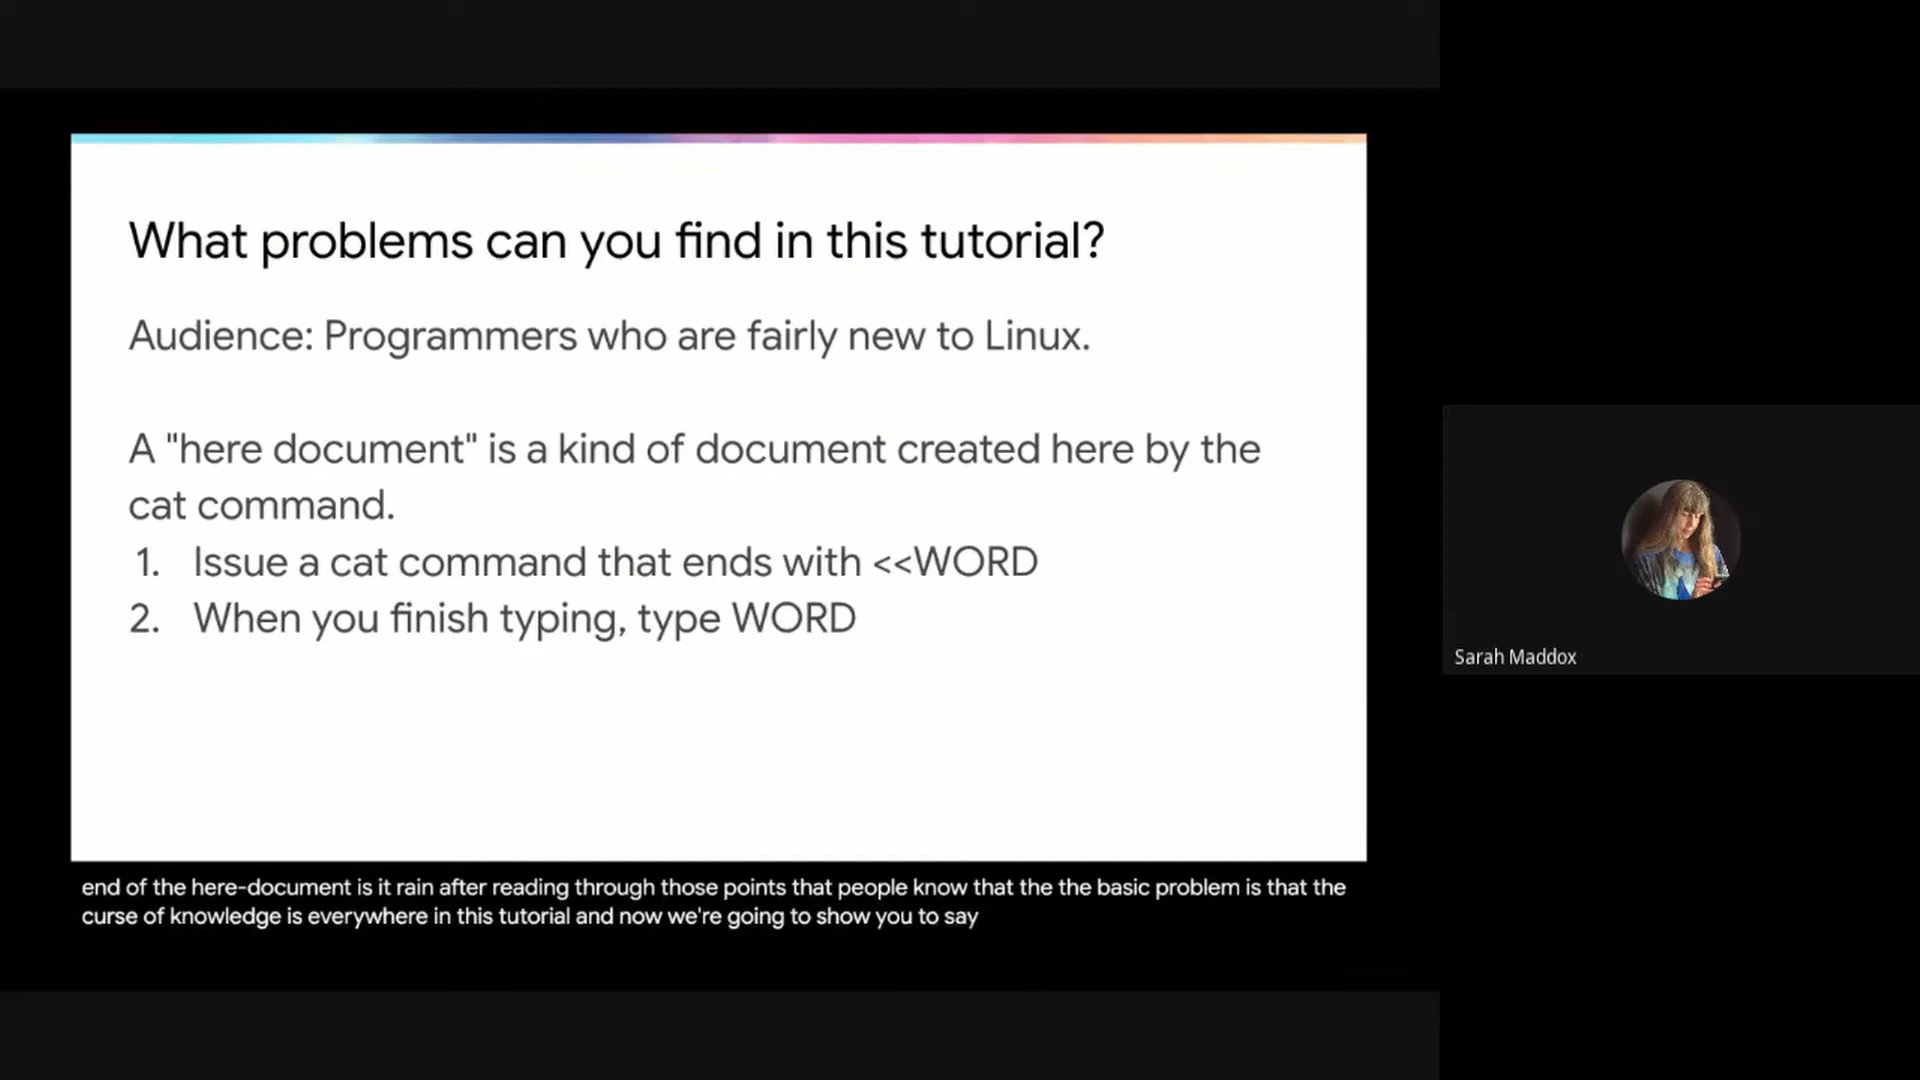 What problems can you find in this tutorial?
Audience: Programmers who are fairly new to Linux.
A "here document" is a kind of document created here by the
cat command.
1. Issue a cat command that ends with <<WORD
2. When you finish typing, type WORD
Sarah Maddox
end of the here-document is it rain after reading through those points that people know that the the basic problem is that the
curse of knowledge is everywhere in this tutorial and now we're going to show you to say